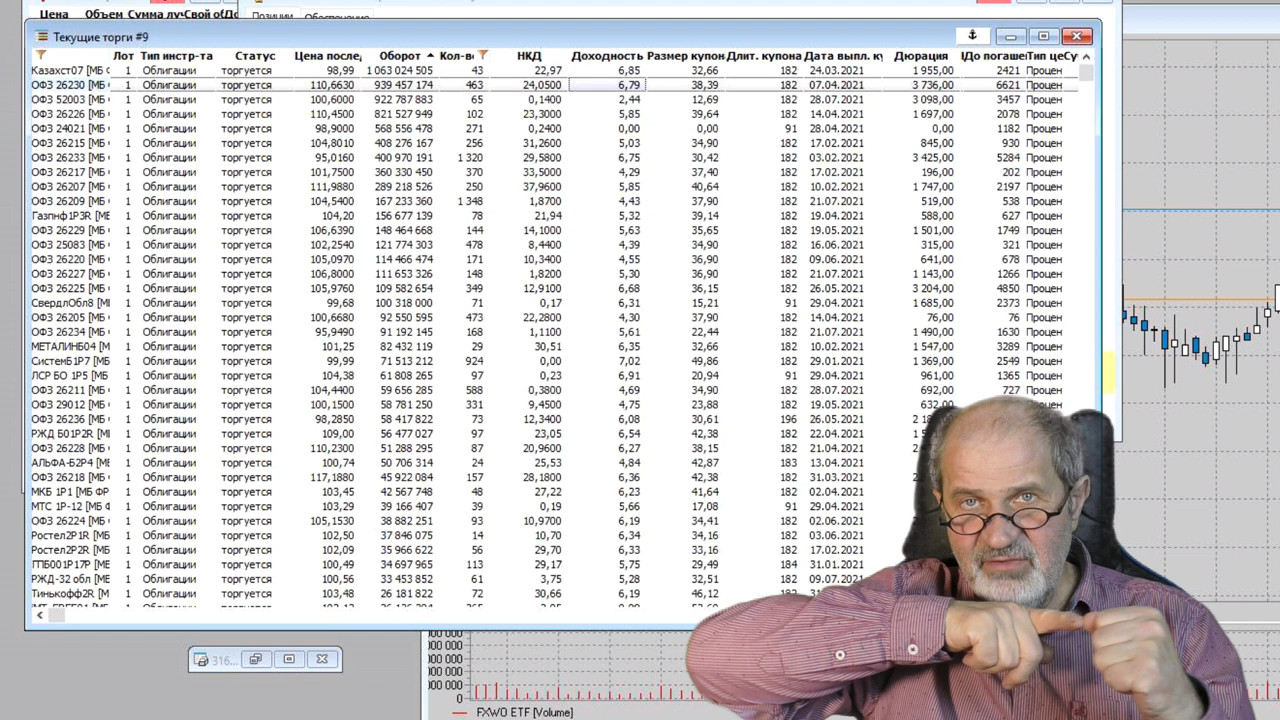 Цена Объем Сумма лу Свой об До
Позиции Обеспечение
Текущие торги #9
Лот Тип инстр-та Статус Цена послед Оборот Кол-во НКД Доходность Размер купон Длит. купона Дата выпл. к Дюрация До погаше Тип це Су
Казахст07 [МБ 1 Облигации торгуется 98,99 1 063 024 505 43 22,97 6,85 32,66 182 24.03.2021 1 955,00 2421 Процен
ОФЗ 26230 [МБ 1 Облигации торгуется 110,6630 939 457 174 463 24,0500 6,79 38,39 182 07.04.2021 3 736,00 6621 Процен
ОФЗ 52003 [МБ 1 Облигации торгуется 100,6000 922 787 883 65 0,1400 2,44 12,69 182 28.07.2021 3 098,00 3457 Процен
ОФЗ 26226 [МБ 1 Облигации торгуется 110,4500 821 527 949 102 23,3000 5,85 39,64 182 14.04.2021 1 697,00 2078 Процен
ОФЗ 24021 [МБ 1 Облигации торгуется 98,9000 568 556 478 271 0,2400 0,00 0,00 91 28.04.2021 0,00 1182 Процен
ОФЗ 26215 [МБ 1 Облигации торгуется 104,8010 408 276 167 256 31,2600 5,03 34,90 182 17.02.2021 845,00 930 Процен
ОФЗ 26233 [МБ 1 Облигации торгуется 95,0160 400 970 191 1 320 29,5800 6,75 30,42 182 03.02.2021 3 425,00 5284 Процен
ОФЗ 26217 [МБ 1 Облигации торгуется 101,7500 360 330 450 370 33,5000 4,29 37,40 182 17.02.2021 196,00 202 Процен
ОФЗ 26207 [МБ 1 Облигации торгуется 111,9880 289 218 526 250 37,9600 5,85 40,64 182 10.02.2021 1 747,00 2197 Процен
ОФЗ 26209 [МБ 1 Облигации торгуется 104,5400 167 233 360 1 348 1,8700 4,43 37,90 182 21.07.2021 519,00 538 Процен
Газпнф1P3R [МБ 1 Облигации торгуется 104,20 156 677 139 78 21,94 5,32 39,14 182 19.04.2021 588,00 627 Процен
ОФЗ 26229 [МБ 1 Облигации торгуется 106,6390 148 464 668 144 14,1000 5,63 35,65 182 19.05.2021 1 501,00 1749 Процен
ОФЗ 25083 [МБ 1 Облигации торгуется 102,2540 121 774 303 478 8,4400 4,39 34,90 182 16.06.2021 315,00 321 Процен
ОФЗ 26220 [МБ 1 Облигации торгуется 105,0970 114 466 474 171 10,3400 4,55 36,90 182 09.06.2021 641,00 678 Процен
ОФЗ 26227 [МБ 1 Облигации торгуется 106,8000 111 653 326 148 1,8200 5,30 36,90 182 21.07.2021 1 143,00 1266 Процен
ОФЗ 26225 [МБ 1 Облигации торгуется 105,9760 109 582 654 349 12,9100 6,68 36,15 182 26.05.2021 3 204,00 4850 Процен
СвердлОбл8 [МБ 1 Облигации торгуется 99,68 100 318 000 71 0,17 6,31 15,21 91 29.04.2021 1 685,00 2373 Процен
ОФЗ 26205 [МБ 1 Облигации торгуется 100,6680 92 550 595 473 22,2800 4,30 37,90 182 14.04.2021 76,00 76 Процен
ОФЗ 26234 [МБ 1 Облигации торгуется 95,9490 91 192 145 168 1,1100 5,61 22,44 182 21.07.2021 1 490,00 1630 Процен
МЕТАЛИНБ04 [МБ 1 Облигации торгуется 101,25 82 432 119 29 30,51 6,35 32,66 182 10.02.2021 1 547,00 3289 Процен
СистемБ1P7 [МБ 1 Облигации торгуется 99,99 71 513 212 924 0,00 7,02 49,86 182 29.01.2021 1 369,00 2549 Процен
ЛСР БО 1P5 [МБ 1 Облигации торгуется 104,38 61 808 265 97 0,23 6,91 20,94 91 29.04.2021 961,00 1365 Процен
ОФЗ 26211 [МБ 1 Облигации торгуется 104,4400 59 656 285 588 0,3800 4,69 34,90 182 28.07.2021 692,00 727 Процен
ОФЗ 29012 [МБ 1 Облигации торгуется 100,1500 58 781 250 331 9,4500 4,75 23,88 182 19.05.2021 632,00
ОФЗ 26236 [МБ 1 Облигации торгуется 98,2850 58 417 822 73 12,3400 6,08 30,61 196 26.05.2021
РЖД Б01P2R [МБ 1 Облигации торгуется 109,00 56 477 027 97 23,05 6,54 42,38 182 22.04.2021
ОФЗ 26228 [МБ 1 Облигации торгуется 110,2300 51 288 295 87 20,9600 6,27 38,15 182 21.04.2021
АЛЬФА-Б2P4 [МБ 1 Облигации торгуется 100,74 50 706 314 24 25,53 4,84 42,87 183 13.04.2021
ОФЗ 26218 [МБ 1 Облигации торгуется 117,1880 45 922 084 157 28,1800 6,36 42,38 182 31.03.2021
МКБ 1P1 [МБ ФР 1 Облигации торгуется 103,45 42 567 748 48 27,22 6,23 41,64 182 02.04.2021
МТС 1P-12 [МБ 1 Облигации торгуется 103,29 39 166 407 39 0,19 5,66 17,08 91 29.04.2021
ОФЗ 26224 [МБ 1 Облигации торгуется 105,1530 38 882 251 93 10,9700 6,19 34,41 182 02.06.2021
Ростел2P1R [МБ 1 Облигации торгуется 102,50 37 846 075 14 10,70 6,24 34,16 182 03.06.2021
Ростел2P2R [МБ 1 Облигации торгуется 102,09 35 966 622 56 29,70 6,33 33,16 182 17.02.2021
ГПБ001P17P [МБ 1 Облигации торгуется 100,49 34 697 965 113 29,17 5,75 29,49 184 31.01.2021
РЖД-32 обл [МБ 1 Облигации торгуется 100,56 33 453 852 61 3,75 5,28 32,51 182 09.07.2021
Тинькофф2R [МБ 1 Облигации торгуется 103,00 26 181 822 72 30,66 6,19 46,12 182
316...
000 000
000 000
000 000
000 000
000 000
0
FXWO ETF [Volume]